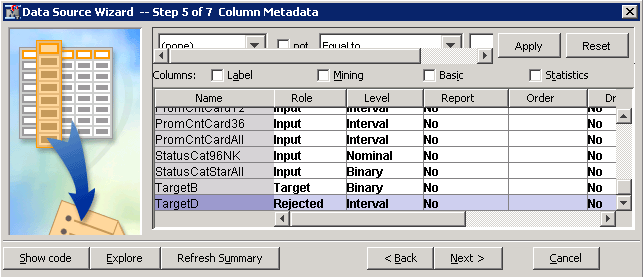 Data Source Wizard -- Step 5 of 7 Column Metadata
(none) not Equal to Apply Reset
Columns: Label Mining Basic Statistics
Name Role Level Report Order Dr
PromCntCard12 Input Interval No No
PromCntCard36 Input Interval No No
PromCntCardAll Input Interval No No
StatusCat96NK Input Nominal No No
StatusCatStarAll Input Binary No No
TargetB Target Binary No No
TargetD Rejected Interval No No
Show code Explore Refresh Summary < Back Next > Cancel